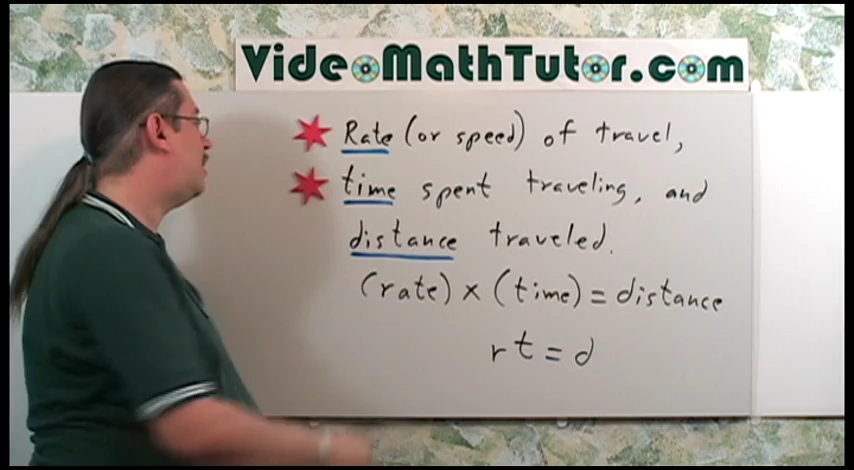 VideoMathTutor.com
Rate (or speed) of travel,
time spent traveling, and
distance traveled.
(rate) × (time) = distance
rt = d